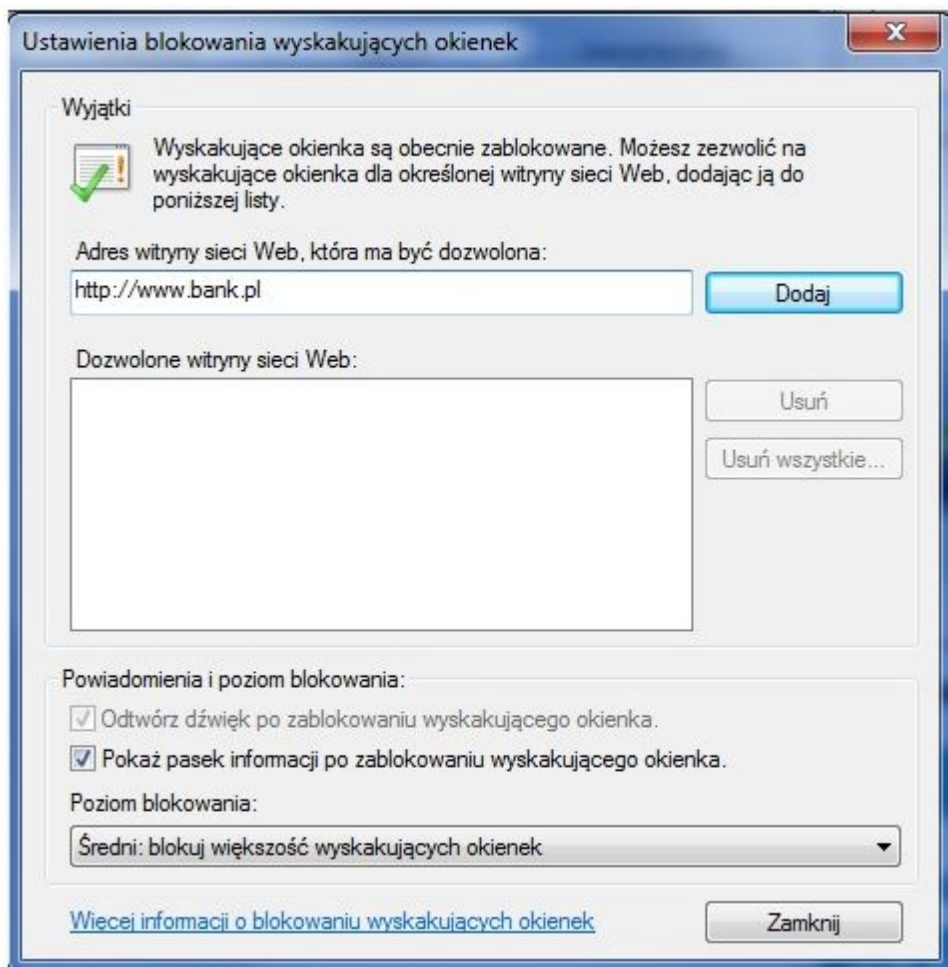 Ustawienia blokowania wyskakujących okienek
Wyjątki
Wyskakujące okienka są obecnie zablokowane. Możesz zezwolić na
wyskakujące okienka dla określonej witryny sieci Web, dodając ją do
poniższej listy.
Adres witryny sieci Web, która ma być dozwolona:
http://www.bank.pl
Dodaj
Dozwolone witryny sieci Web:
Usuń
Usuń wszystkie...
Powiadomienia i poziom blokowania:
Odtwórz dźwięk po zablokowaniu wyskakującego okienka.
Pokaż pasek informacji po zablokowaniu wyskakującego okienka.
Poziom blokowania:
Średni: blokuj większość wyskakujących okienek
Więcej informacji o blokowaniu wyskakujących okienek
Zamknij